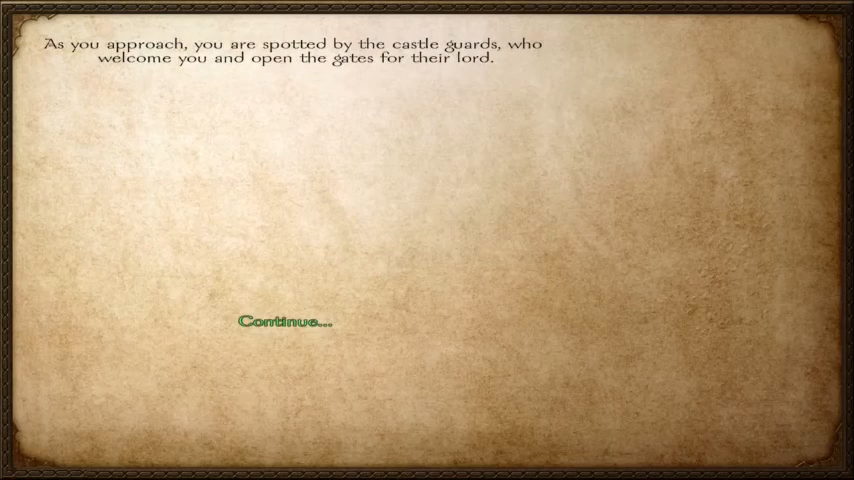 As you approach, you are spotted by the castle guards, who
welcome you and open the gates for their lord.
Continue...